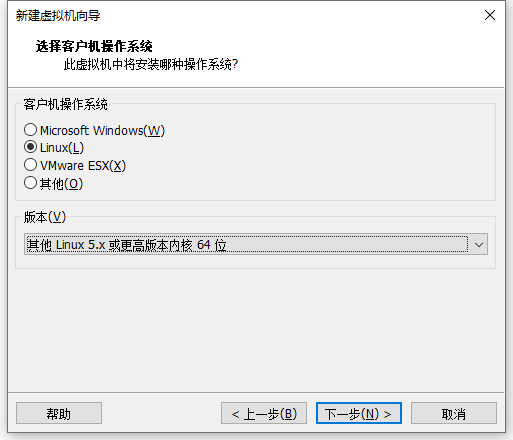 新建虚拟机向导
选择客户机操作系统
此虚拟机中将安装哪种操作系统?
客户机操作系统
Microsoft Windows(W)
Linux(L)
VMware ESX(X)
其他(O)
版本(V)
其他 Linux 5.x 或更高版本内核 64 位
帮助
< 上一步(B)
下一步(N) >
取消